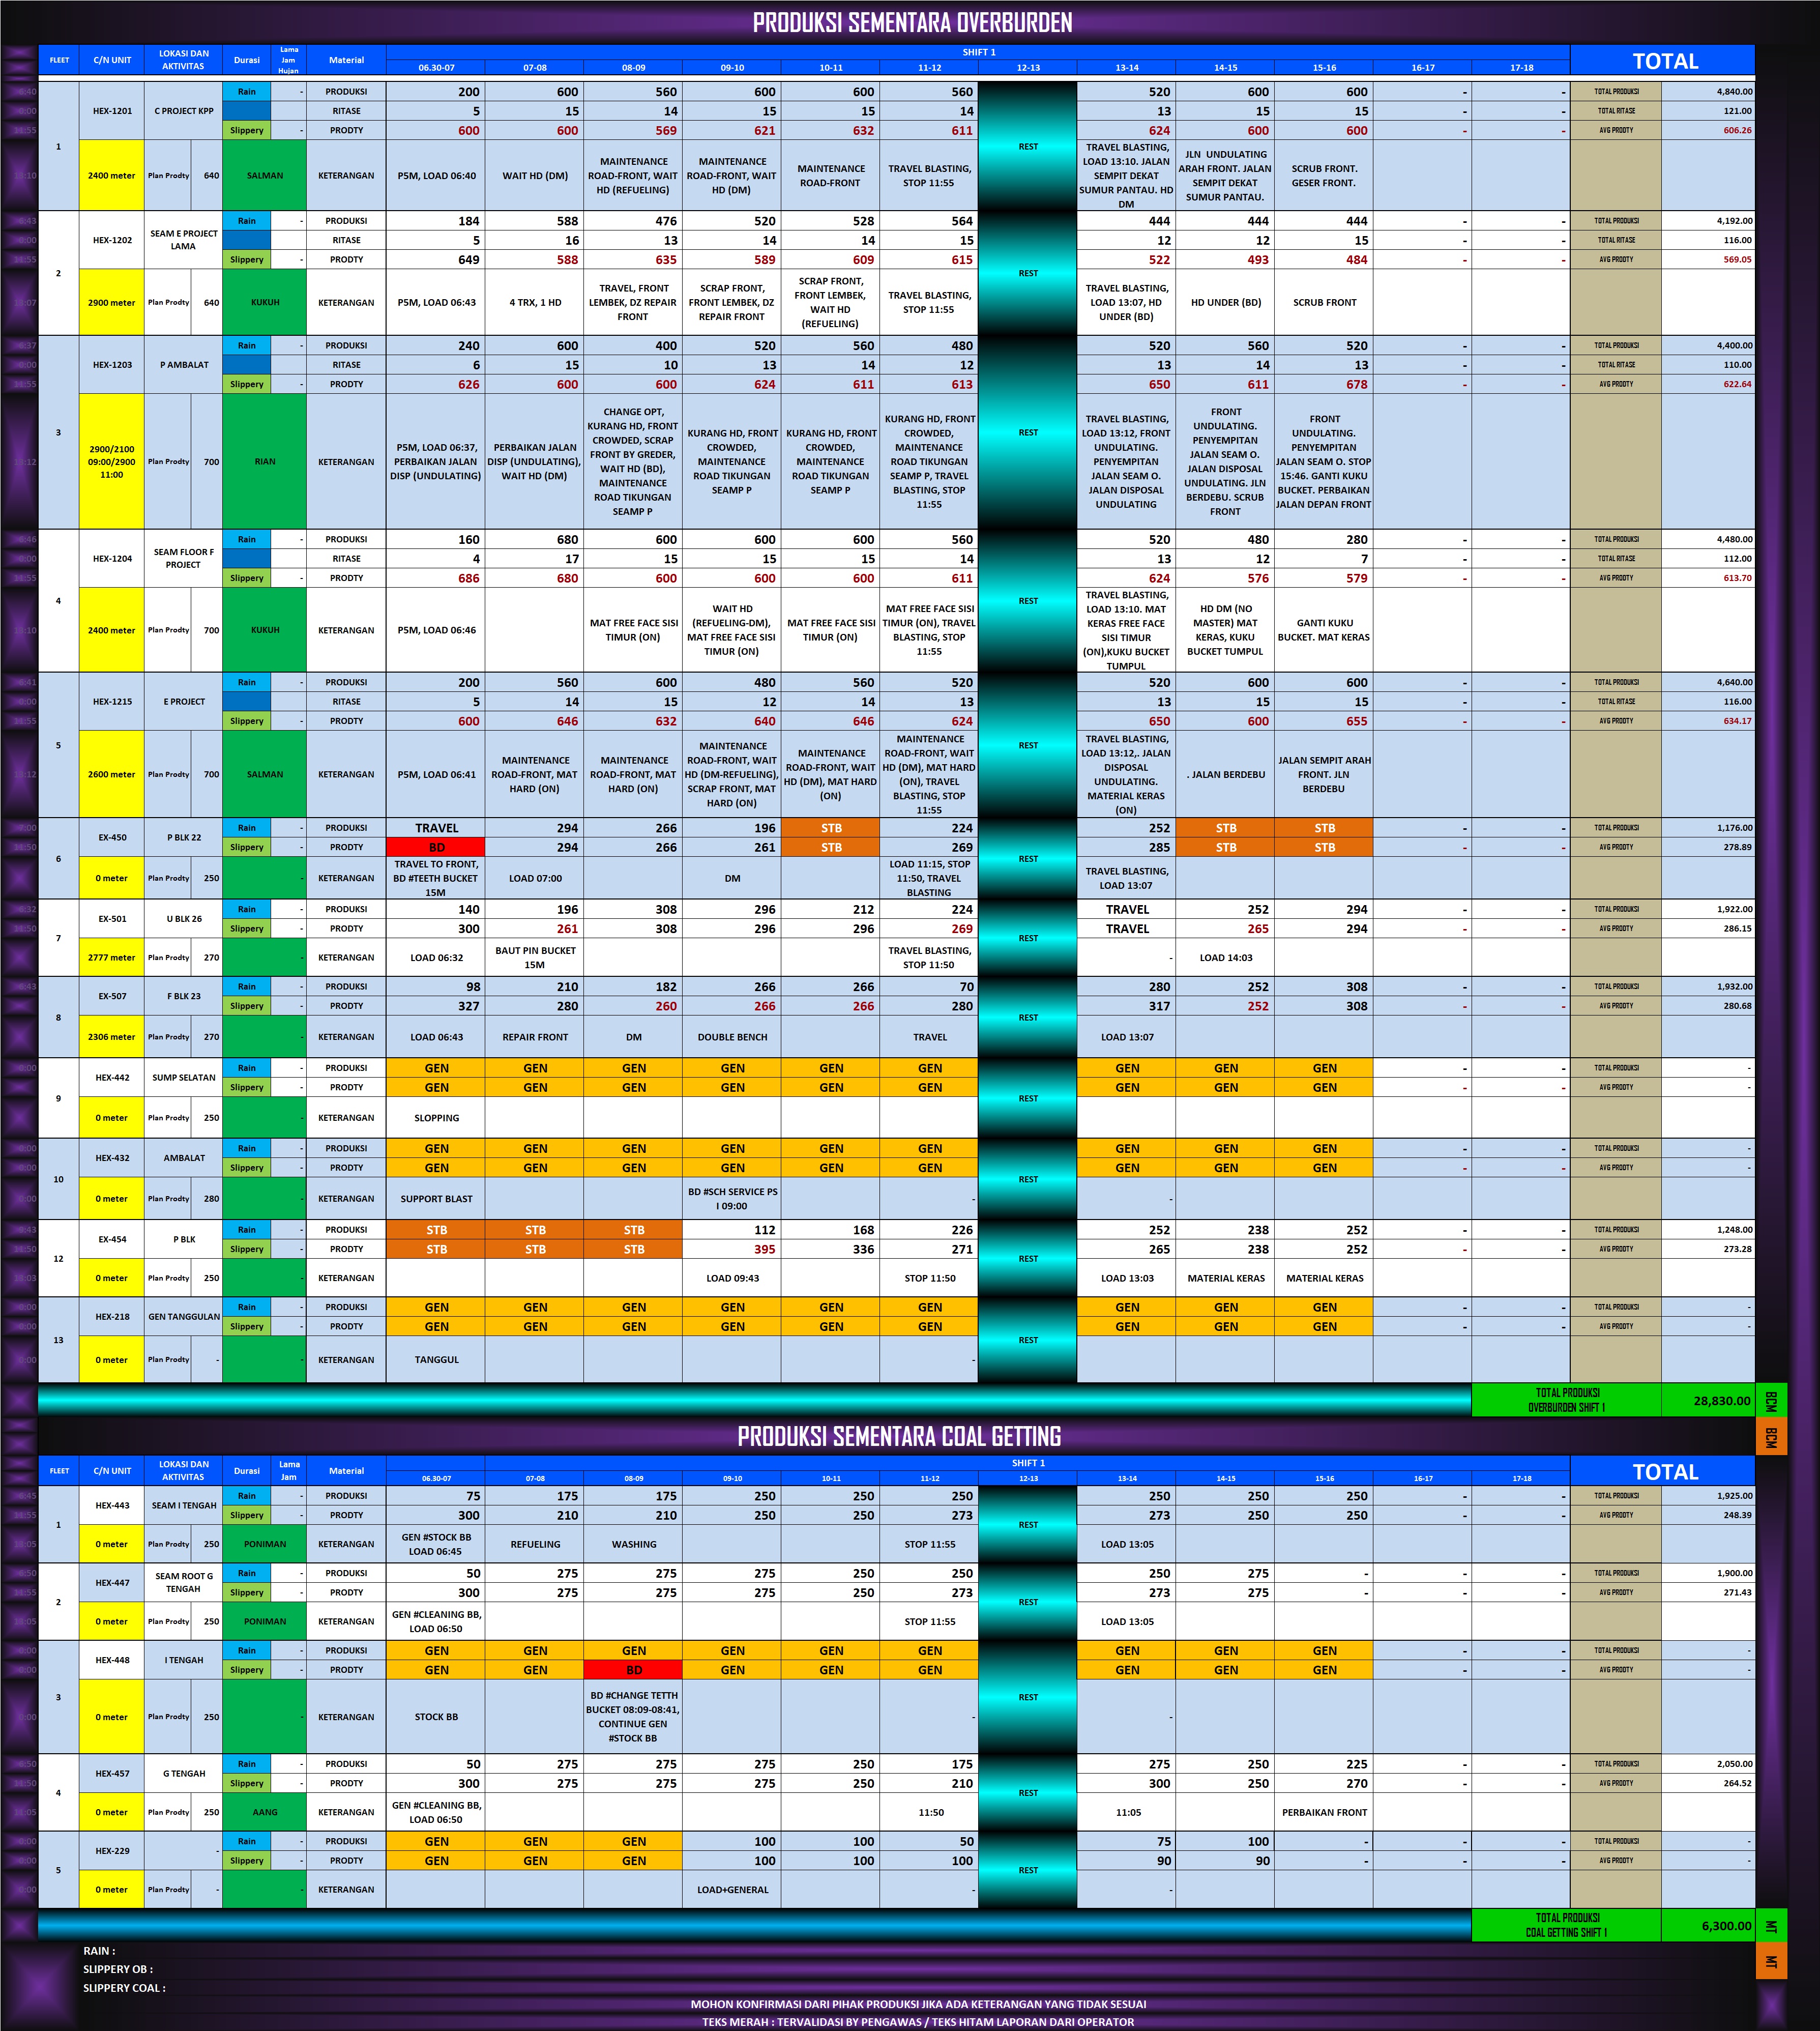 PRODUKSI SEMENTARA OVERBURDEN
FLEET C/N UNIT LOKASI DAN AKTIVITAS Durasi Lama Jam Hujan Material SHIFT 1 TOTAL
06.30-07 07-08 08-09 09-10 10-11 11-12 12-13 13-14 14-15 15-16 16-17 17-18
1 HEX-1201 C PROJECT KPP Rain - PRODUKSI 200 600 560 600 600 560 REST 520 600 600 - - TOTAL PRODUKSI 4,840.00
RITASE 5 15 14 15 15 14 13 15 15 - - TOTAL RITASE 121.00
Slippery - PRODTY 600 600 569 621 632 611 624 600 600 - - AVG PRODTY 606.26
2400 meter Plan Prodty 640 SALMAN KETERANGAN
P5M, LOAD 06:40
WAIT HD (DM)
MAINTENANCE
ROAD-FRONT, WAIT
HD (REFUELING)
MAINTENANCE
ROAD-FRONT, WAIT
HD (DM)
MAINTENANCE
ROAD-FRONT
TRAVEL BLASTING,
STOP 11:55
TRAVEL BLASTING,
LOAD 13:10. JALAN
SEMPIT DEKAT
SUMUR PANTAU. HD
DM
JLN UNDULATING
ARAH FRONT. JALAN
SEMPIT DEKAT
SUMUR PANTAU.
SCRUB FRONT.
GESER FRONT.
2 HEX-1202 SEAM E PROJECT LAMA Rain - PRODUKSI 184 588 476 520 528 564 REST 444 444 444 - - TOTAL PRODUKSI 4,192.00
RITASE 5 16 13 14 14 15 12 12 15 - - TOTAL RITASE 116.00
Slippery - PRODTY 649 588 635 589 609 615 522 493 484 - - AVG PRODTY 569.05
2900 meter Plan Prodty 640 KUKUH KETERANGAN
P5M, LOAD 06:43
4 TRX, 1 HD
TRAVEL, FRONT
LEMBEK, DZ REPAIR
FRONT
SCRAP FRONT,
FRONT LEMBEK, DZ
REPAIR FRONT
SCRAP FRONT,
FRONT LEMBEK,
WAIT HD
(REFUELING)
TRAVEL BLASTING,
STOP 11:55
TRAVEL BLASTING,
LOAD 13:07, HD
UNDER (BD)
HD UNDER (BD)
SCRUB FRONT
3 HEX-1203 P AMBALAT Rain - PRODUKSI 240 600 400 520 560 480 REST 520 560 520 - - TOTAL PRODUKSI 4,400.00
RITASE 6 15 10 13 14 12 13 14 13 - - TOTAL RITASE 110.00
Slippery - PRODTY 626 600 600 624 611 613 650 611 678 - - AVG PRODTY 622.64
2900/2100
09:00/2900
11:00
Plan Prodty 700 RIAN KETERANGAN
P5M, LOAD 06:37,
PERBAIKAN JALAN
DISP (UNDULATING)
PERBAIKAN JALAN
DISP (UNDULATING),
WAIT HD (DM)
CHANGE OPT,
KURANG HD, FRONT
CROWDED, SCRAP
FRONT BY GREDER,
WAIT HD (BD),
MAINTENANCE
ROAD TIKUNGAN
SEAMP P
KURANG HD, FRONT
CROWDED,
MAINTENANCE
ROAD TIKUNGAN
SEAMP P
KURANG HD, FRONT
CROWDED,
MAINTENANCE
ROAD TIKUNGAN
SEAMP P
KURANG HD, FRONT
CROWDED,
MAINTENANCE
ROAD TIKUNGAN
SEAMP P, TRAVEL
BLASTING, STOP
11:55
TRAVEL BLASTING,
LOAD 13:12, FRONT
UNDULATING.
PENYEMPITAN
JALAN SEAM O.
JALAN DISPOSAL
UNDULATING
FRONT
UNDULATING.
PENYEMPITAN
JALAN SEAM O.
JALAN DISPOSAL
UNDULATING. JLN
BERDEBU. SCRUB
FRONT
FRONT
UNDULATING.
PENYEMPITAN
JALAN SEAM O. STOP
15:46. GANTI KUKU
BUCKET. PERBAIKAN
JALAN DEPAN FRONT
4 HEX-1204 SEAM FLOOR F PROJECT Rain - PRODUKSI 160 680 600 600 600 560 REST 520 480 280 - - TOTAL PRODUKSI 4,480.00
RITASE 4 17 15 15 15 14 13 12 7 - - TOTAL RITASE 112.00
Slippery - PRODTY 686 680 600 600 600 611 624 576 579 - - AVG PRODTY 613.70
2400 meter Plan Prodty 700 KUKUH KETERANGAN
P5M, LOAD 06:46
MAT FREE FACE SISI
TIMUR (ON)
WAIT HD
(REFUELING-DM),
MAT FREE FACE SISI
TIMUR (ON)
MAT FREE FACE SISI
TIMUR (ON)
MAT FREE FACE SISI
TIMUR (ON), TRAVEL
BLASTING, STOP
11:55
TRAVEL BLASTING,
LOAD 13:10. MAT
KERAS FREE FACE
SISI TIMUR
(ON),KUKU BUCKET
TUMPUL
HD DM (NO
MASTER) MAT
KERAS, KUKU
BUCKET TUMPUL
GANTI KUKU
BUCKET. MAT KERAS
5 HEX-1215 E PROJECT Rain - PRODUKSI 200 560 600 480 560 520 REST 520 600 600 - - TOTAL PRODUKSI 4,640.00
RITASE 5 14 15 12 14 13 13 15 15 - - TOTAL RITASE 116.00
Slippery - PRODTY 600 646 632 640 646 624 650 600 655 - - AVG PRODTY 634.17
2600 meter Plan Prodty 700 SALMAN KETERANGAN
P5M, LOAD 06:41
MAINTENANCE
ROAD-FRONT, MAT
HARD (ON)
MAINTENANCE
ROAD-FRONT, MAT
HARD (ON)
MAINTENANCE
ROAD-FRONT, WAIT
HD (DM-REFUELING),
SCRAP FRONT, MAT
HARD (ON)
MAINTENANCE
ROAD-FRONT, WAIT
HD (DM), MAT HARD
(ON)
MAINTENANCE
ROAD-FRONT, WAIT
HD (DM), MAT HARD
(ON), TRAVEL
BLASTING, STOP
11:55
TRAVEL BLASTING,
LOAD 13:12,. JALAN
DISPOSAL
UNDULATING.
MATERIAL KERAS
(ON)
. JALAN BERDEBU
JALAN SEMPIT ARAH
FRONT. JLN
BERDEBU
6 EX-450 P BLK 22 Rain - PRODUKSI TRAVEL 294 266 196 STB 224 REST 252 STB STB - - TOTAL PRODUKSI 1,176.00
Slippery - PRODTY BD 294 266 261 STB 269 285 STB STB - - AVG PRODTY 278.89
0 meter Plan Prodty 250 - KETERANGAN
TRAVEL TO FRONT,
BD #TEETH BUCKET
15M
LOAD 07:00
DM
LOAD 11:15, STOP
11:50, TRAVEL
BLASTING
TRAVEL BLASTING,
LOAD 13:07
7 EX-501 U BLK 26 Rain - PRODUKSI 140 196 308 296 212 224 REST TRAVEL 252 294 - - TOTAL PRODUKSI 1,922.00
Slippery - PRODTY 300 261 308 296 296 269 TRAVEL 265 294 - - AVG PRODTY 286.15
2777 meter Plan Prodty 270 - KETERANGAN
LOAD 06:32
BAUT PIN BUCKET
15M
TRAVEL BLASTING,
STOP 11:50
-
LOAD 14:03
8 EX-507 F BLK 23 Rain - PRODUKSI 98 210 182 266 266 70 REST 280 252 308 - - TOTAL PRODUKSI 1,932.00
Slippery - PRODTY 327 280 260 266 266 280 317 252 308 - - AVG PRODTY 280.68
2306 meter Plan Prodty 270 - KETERANGAN LOAD 06:43 REPAIR FRONT DM DOUBLE BENCH TRAVEL LOAD 13:07
9 HEX-442 SUMP SELATAN Rain - PRODUKSI GEN GEN GEN GEN GEN GEN REST GEN GEN GEN - - TOTAL PRODUKSI -
Slippery - PRODTY GEN GEN GEN GEN GEN GEN GEN GEN GEN - - AVG PRODTY -
0 meter Plan Prodty 250 - KETERANGAN SLOPPING
10 HEX-432 AMBALAT Rain - PRODUKSI GEN GEN GEN GEN GEN GEN REST GEN GEN GEN - - TOTAL PRODUKSI -
Slippery - PRODTY GEN GEN GEN GEN GEN GEN GEN GEN GEN - - AVG PRODTY -
0 meter Plan Prodty 280 - KETERANGAN SUPPORT BLAST
BD #SCH SERVICE PS
I 09:00
- -
12 EX-454 P BLK Rain - PRODUKSI STB STB STB 112 168 226 REST 252 238 252 - - TOTAL PRODUKSI 1,248.00
Slippery - PRODTY STB STB STB 395 336 271 265 238 252 - - AVG PRODTY 273.28
0 meter Plan Prodty 250 - KETERANGAN LOAD 09:43 STOP 11:50 LOAD 13:03 MATERIAL KERAS MATERIAL KERAS
13 HEX-218 GEN TANGGULAN Rain - PRODUKSI GEN GEN GEN GEN GEN GEN REST GEN GEN GEN - - TOTAL PRODUKSI -
Slippery - PRODTY GEN GEN GEN GEN GEN GEN GEN GEN GEN - - AVG PRODTY -
0 meter Plan Prodty - - KETERANGAN TANGGUL -
TOTAL PRODUKSI
OVERBURDEN SHIFT 1 28,830.00 BCM
BCM
PRODUKSI SEMENTARA COAL GETTING
FLEET C/N UNIT LOKASI DAN AKTIVITAS Durasi Lama Jam Material SHIFT 1 TOTAL
06.30-07 07-08 08-09 09-10 10-11 11-12 12-13 13-14 14-15 15-16 16-17 17-18
1 HEX-443 SEAM I TENGAH Rain - PRODUKSI 75 175 175 250 250 250 REST 250 250 250 - - TOTAL PRODUKSI 1,925.00
Slippery - PRODTY 300 210 210 250 250 273 273 250 250 - - AVG PRODTY 248.39
0 meter Plan Prodty 250 PONIMAN KETERANGAN
GEN #STOCK BB
LOAD 06:45
REFUELING WASHING STOP 11:55 LOAD 13:05
2 HEX-447 SEAM ROOT G TENGAH Rain - PRODUKSI 50 275 275 275 250 250 REST 250 275 - - - TOTAL PRODUKSI 1,900.00
Slippery - PRODTY 300 275 275 275 250 273 273 275 - - - AVG PRODTY 271.43
0 meter Plan Prodty 250 PONIMAN KETERANGAN
GEN #CLEANING BB,
LOAD 06:50
STOP 11:55 LOAD 13:05
3 HEX-448 I TENGAH Rain - PRODUKSI GEN GEN GEN GEN GEN GEN REST GEN GEN GEN - - TOTAL PRODUKSI -
Slippery - PRODTY GEN GEN BD GEN GEN GEN GEN GEN GEN - - AVG PRODTY -
0 meter Plan Prodty 250 - KETERANGAN STOCK BB
BD #CHANGE TETTH
BUCKET 08:09-08:41,
CONTINUE GEN
#STOCK BB
- -
4 HEX-457 G TENGAH Rain - PRODUKSI 50 275 275 275 250 175 REST 275 250 225 - - TOTAL PRODUKSI 2,050.00
Slippery - PRODTY 300 275 275 275 250 210 300 250 270 - - AVG PRODTY 264.52
0 meter Plan Prodty 250 AANG KETERANGAN
GEN #CLEANING BB,
LOAD 06:50
11:50 11:05 PERBAIKAN FRONT
5 HEX-229 - Rain - PRODUKSI GEN GEN GEN 100 100 50 REST 75 100 - - - TOTAL PRODUKSI -
Slippery - PRODTY GEN GEN GEN 100 100 100 90 90 - - - AVG PRODTY -
0 meter Plan Prodty - - KETERANGAN LOAD+GENERAL - -
TOTAL PRODUKSI
COAL GETTING SHIFT 1 6,300.00 MT
MT
RAIN :
SLIPPERY OB :
SLIPPERY COAL :
MOHON KONFIRMASI DARI PIHAK PRODUKSI JIKA ADA KETERANGAN YANG TIDAK SESUAI
TEKS MERAH : TERVALIDASI BY PENGAWAS / TEKS HITAM LAPORAN DARI OPERATOR